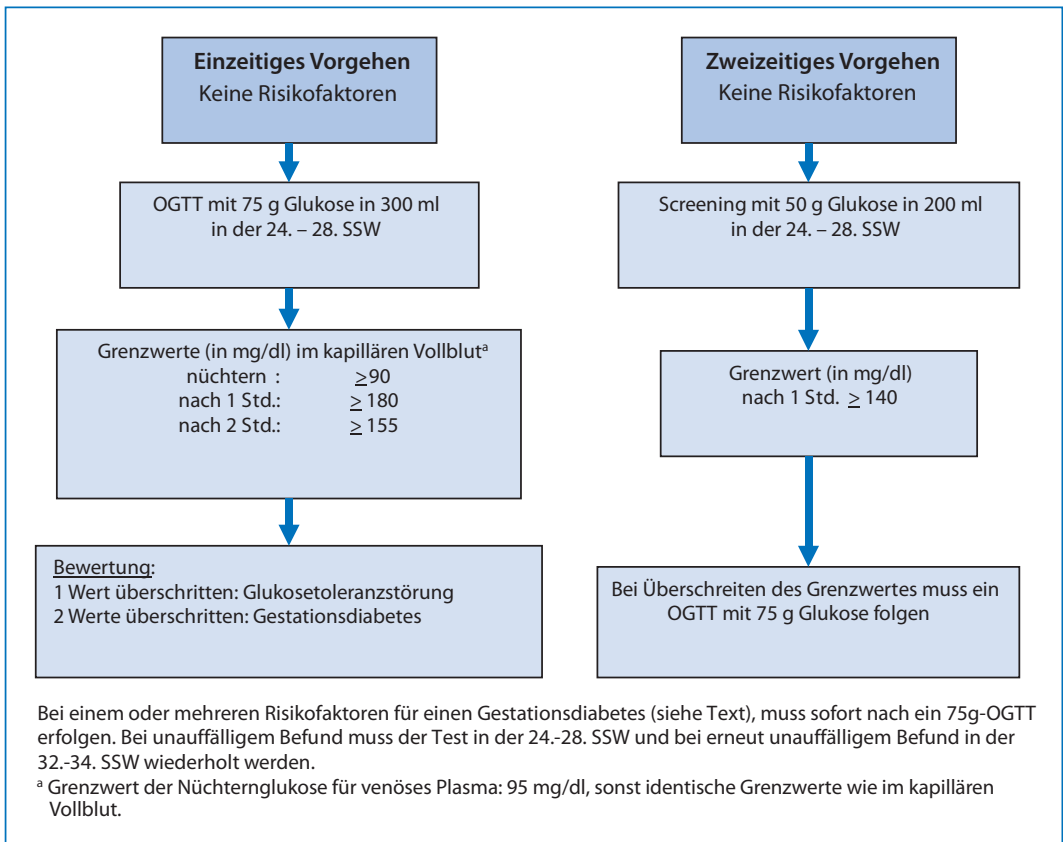 Einzeitiges Vorgehen
Keine Risikofaktoren
OGTT mit 75 g Glukose in 300 ml
in der 24. – 28. SSW
Grenzwerte (in mg/dl) im kapillären Vollblutᵃ
nüchtern : ≥90
nach 1 Std.: ≥ 180
nach 2 Std.: ≥ 155
Bewertung:
1 Wert überschritten: Glukosetoleranzstörung
2 Werte überschritten: Gestationsdiabetes
Zweizeitiges Vorgehen
Keine Risikofaktoren
Screening mit 50 g Glukose in 200 ml
in der 24. – 28. SSW
Grenzwert (in mg/dl)
nach 1 Std. ≥ 140
Bei Überschreiten des Grenzwertes muss ein
OGTT mit 75 g Glukose folgen
Bei einem oder mehreren Risikofaktoren für einen Gestationsdiabetes (siehe Text), muss sofort nach ein 75g-OGTT
erfolgen. Bei unauffälligem Befund muss der Test in der 24.-28. SSW und bei erneut unauffälligem Befund in der
32.-34. SSW wiederholt werden.
ᵃ Grenzwert der Nüchternglukose für venöses Plasma: 95 mg/dl, sonst identische Grenzwerte wie im kapillären
Vollblut.